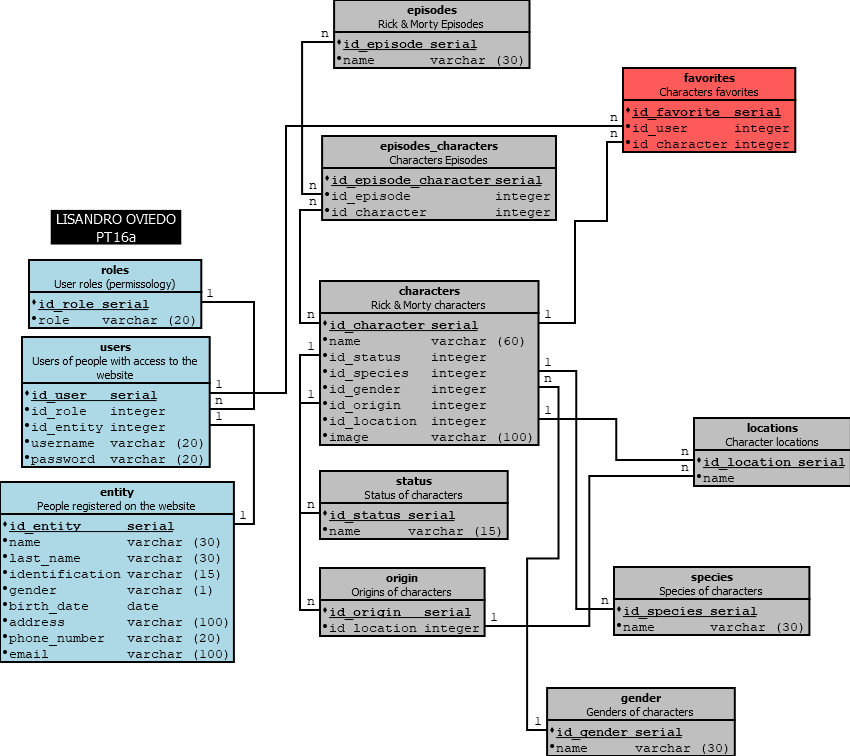 episodes
Rick & Morty Episodes
id_episode serial
name varchar (30)
n
favorites
Characters favorites
id_favorite serial
id_user integer
id_character integer
n
n
episodes_characters
Characters Episodes
id_episode_character serial
id_episode integer
id_character integer
n
n
LISANDRO OVIEDO
PT16a
roles
User roles (permissology)
id_role serial
role varchar (20)
1
users
Users of people with access to the
website
id_user serial
id_role integer
id_entity integer
username varchar (20)
password varchar (20)
1
n
1
entity
People registered on the website
id_entity serial
name varchar (30)
last_name varchar (30)
identification varchar (15)
gender varchar (1)
birth_date date
address varchar (100)
phone_number varchar (20)
email varchar (100)
1
characters
Rick & Morty characters
id_character serial
name varchar (60)
id_status integer
id_species integer
id_gender integer
id_origin integer
id_location integer
image varchar (100)
n
1
1
1
1
n
1
locations
Character locations
id_location serial
name
n
n
status
Status of characters
id_status serial
name varchar (15)
n
origin
Origins of characters
id_origin serial
id_location integer
n
1
species
Species of characters
id_species serial
name varchar (30)
n
gender
Genders of characters
id_gender serial
name varchar (30)
1